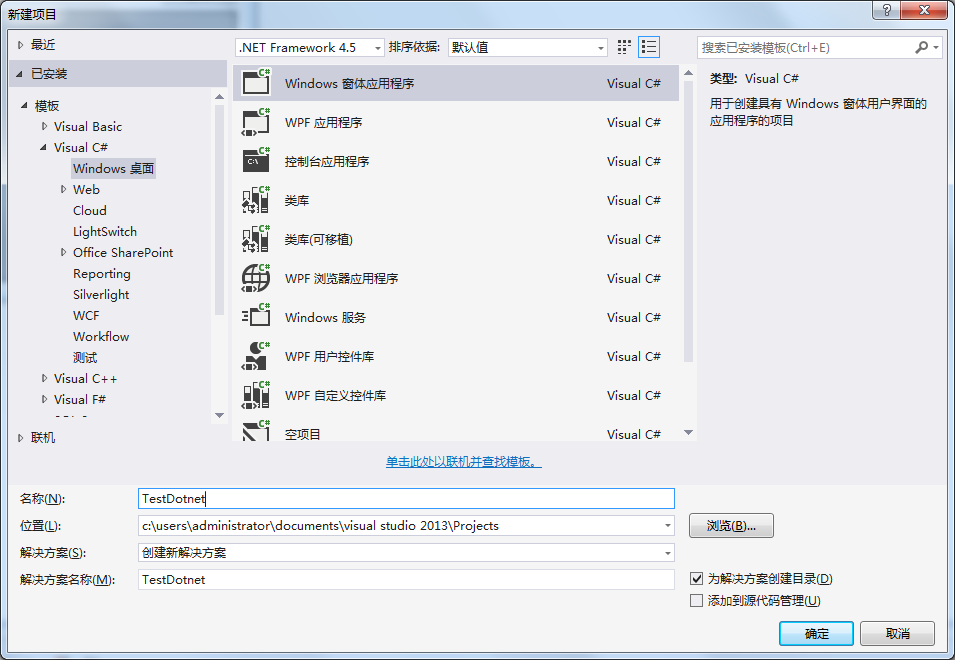 新建项目
最近
.NET Framework 4.5 排序依据: 默认值
搜索已安装模板(Ctrl+E)
已安装
模板
Visual Basic
Visual C#
Windows 桌面
Web
Cloud
LightSwitch
Office SharePoint
Reporting
Silverlight
WCF
Workflow
测试
Visual C++
Visual F#
联机
Windows 窗体应用程序 Visual C#
WPF 应用程序 Visual C#
控制台应用程序 Visual C#
类库 Visual C#
类库(可移植) Visual C#
WPF 浏览器应用程序 Visual C#
Windows 服务 Visual C#
WPF 用户控件库 Visual C#
WPF 自定义控件库 Visual C#
空项目 Visual C#
类型: Visual C#
用于创建具有 Windows 窗体用户界面的
应用程序的项目
单击此处以联机并查找模板。
名称(N): TestDotnet
位置(L): c:\users\administrator\documents\visual studio 2013\Projects 浏览(B)...
解决方案(S): 创建新解决方案
解决方案名称(M): TestDotnet
为解决方案创建目录(D)
添加到源代码管理(U)
确定 取消